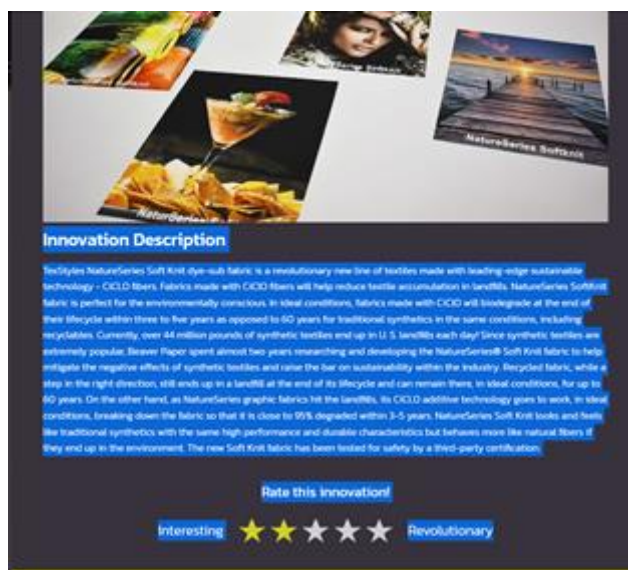 NatureSeries Softknit
NatureSeries Softknit
Innovation Description
TexStyles NatureSeries Soft Knit dye-sub fabric is a revolutionary new line of textiles made with leading-edge sustainable
technology - CiCLO fibers. Fabrics made with CiCLO fibers will help reduce textile accumulation in landfills. NatureSeries SoftKnit
fabric is perfect for the environmentally conscious. In ideal conditions, fabrics made with CiCLO will biodegrade at the end of
their lifecycle within three to five years as opposed to 60 years for traditional synthetics in the same conditions, including
recyclables. Currently, over 44 million pounds of synthetic textiles end up in U.S. landfills each day! Since synthetic textiles are
extremely popular, Beaver Paper spent almost two years researching and developing the NatureSeries® Soft Knit fabric to help
mitigate the negative effects of synthetic textiles and raise the bar on sustainability within the industry. Recycled fabric, while a
step in the right direction, still ends up in a landfill at the end of its lifecycle and can remain there, in ideal conditions, for up to
60 years. On the other hand, as NatureSeries graphic fabrics hit the landfills, its CiCLO additive technology goes to work, in ideal
conditions, breaking down the fabric so that it is close to 95% degraded within 3-5 years. NatureSeries Soft Knit looks and feels
like traditional synthetics with the same high performance and durable characteristics but behaves more like natural fibers if
they end up in the environment. The new Soft Knit fabric has been tested for safety by a third-party certification.
Rate this innovation!
Interesting Revolutionary